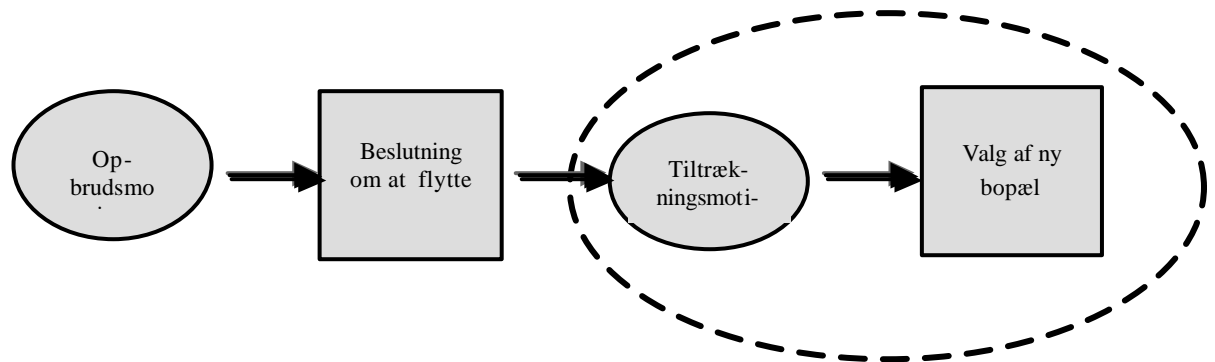 Op-
brudsmo
Beslutning
om at flytte
Tiltræk-
ningsmoti-
Valg af ny
bopæl